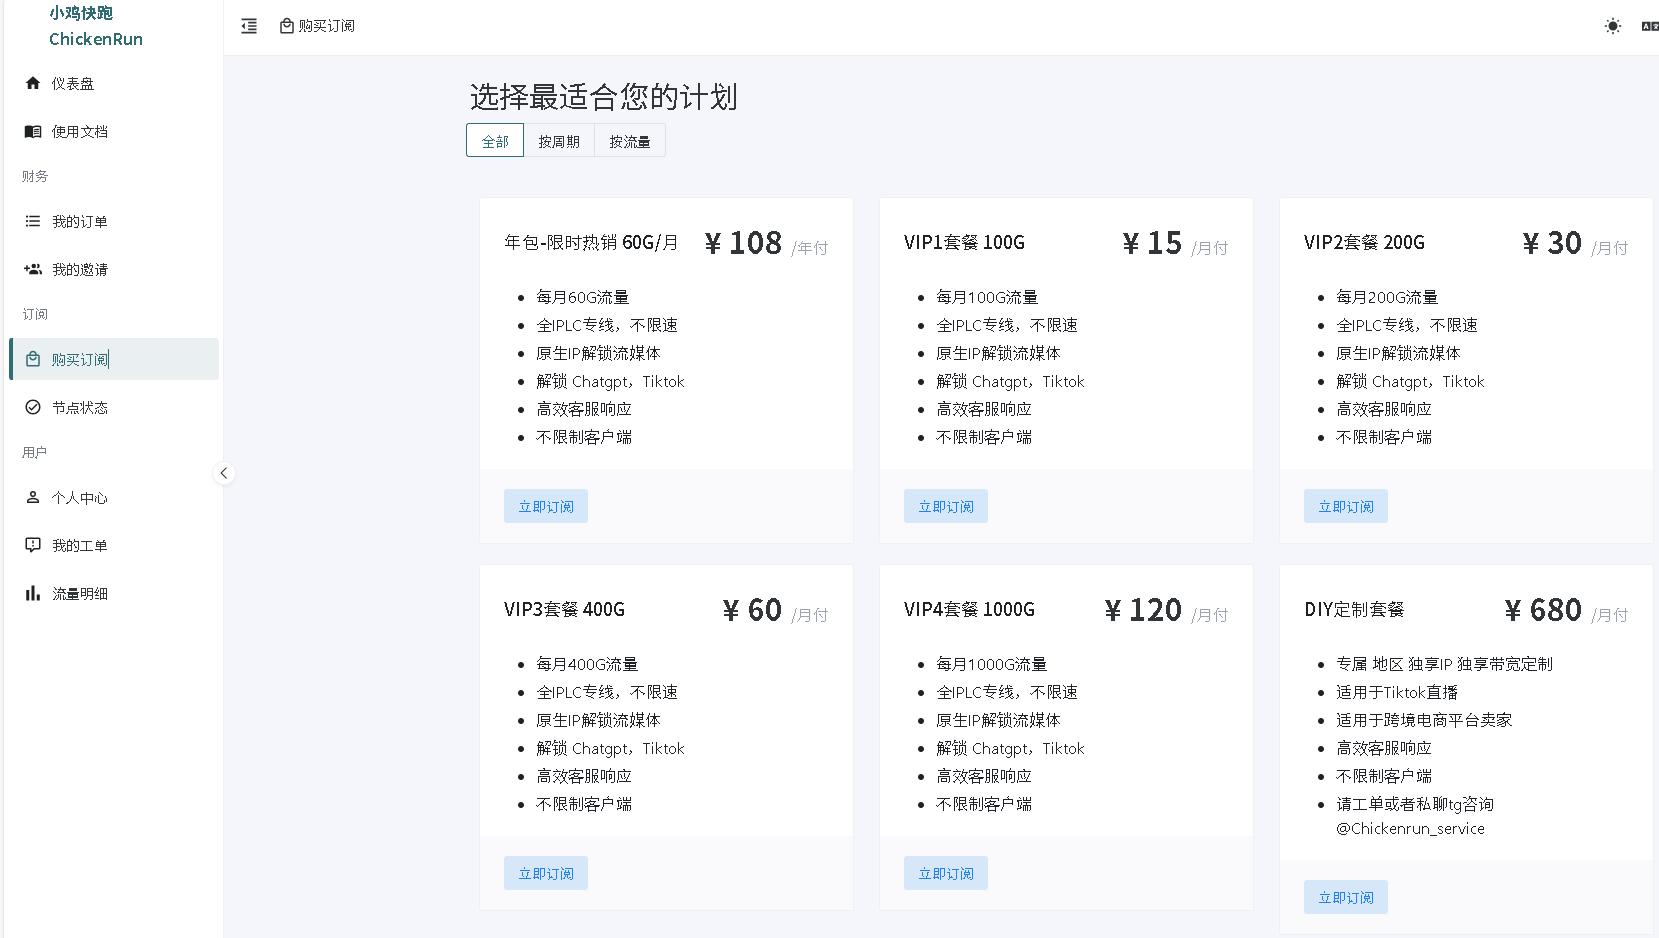 小鸡快跑
ChickenRun
购买订阅
仪表盘
使用文档
财务
我的订单
我的邀请
订阅
购买订阅
节点状态
用户
个人中心
我的工单
流量明细
选择最适合您的计划
全部 按周期 按流量
年包-限时热销 60G/月 ¥ 108 /年付
每月60G流量
全IPLC专线，不限速
原生IP解锁流媒体
解锁 Chatgpt，Tiktok
高效客服响应
不限制客户端
立即订阅
VIP1套餐 100G ¥ 15 /月付
每月100G流量
全IPLC专线，不限速
原生IP解锁流媒体
解锁 Chatgpt，Tiktok
高效客服响应
不限制客户端
立即订阅
VIP2套餐 200G ¥ 30 /月付
每月200G流量
全IPLC专线，不限速
原生IP解锁流媒体
解锁 Chatgpt，Tiktok
高效客服响应
不限制客户端
立即订阅
VIP3套餐 400G ¥ 60 /月付
每月400G流量
全IPLC专线，不限速
原生IP解锁流媒体
解锁 Chatgpt，Tiktok
高效客服响应
不限制客户端
立即订阅
VIP4套餐 1000G ¥ 120 /月付
每月1000G流量
全IPLC专线，不限速
原生IP解锁流媒体
解锁 Chatgpt，Tiktok
高效客服响应
不限制客户端
立即订阅
DIY定制套餐 ¥ 680 /月付
专属 地区 独享IP 独享带宽定制
适用于Tiktok直播
适用于跨境电商平台卖家
高效客服响应
不限制客户端
请工单或者私聊tg咨询
@Chickenrun_service
立即订阅